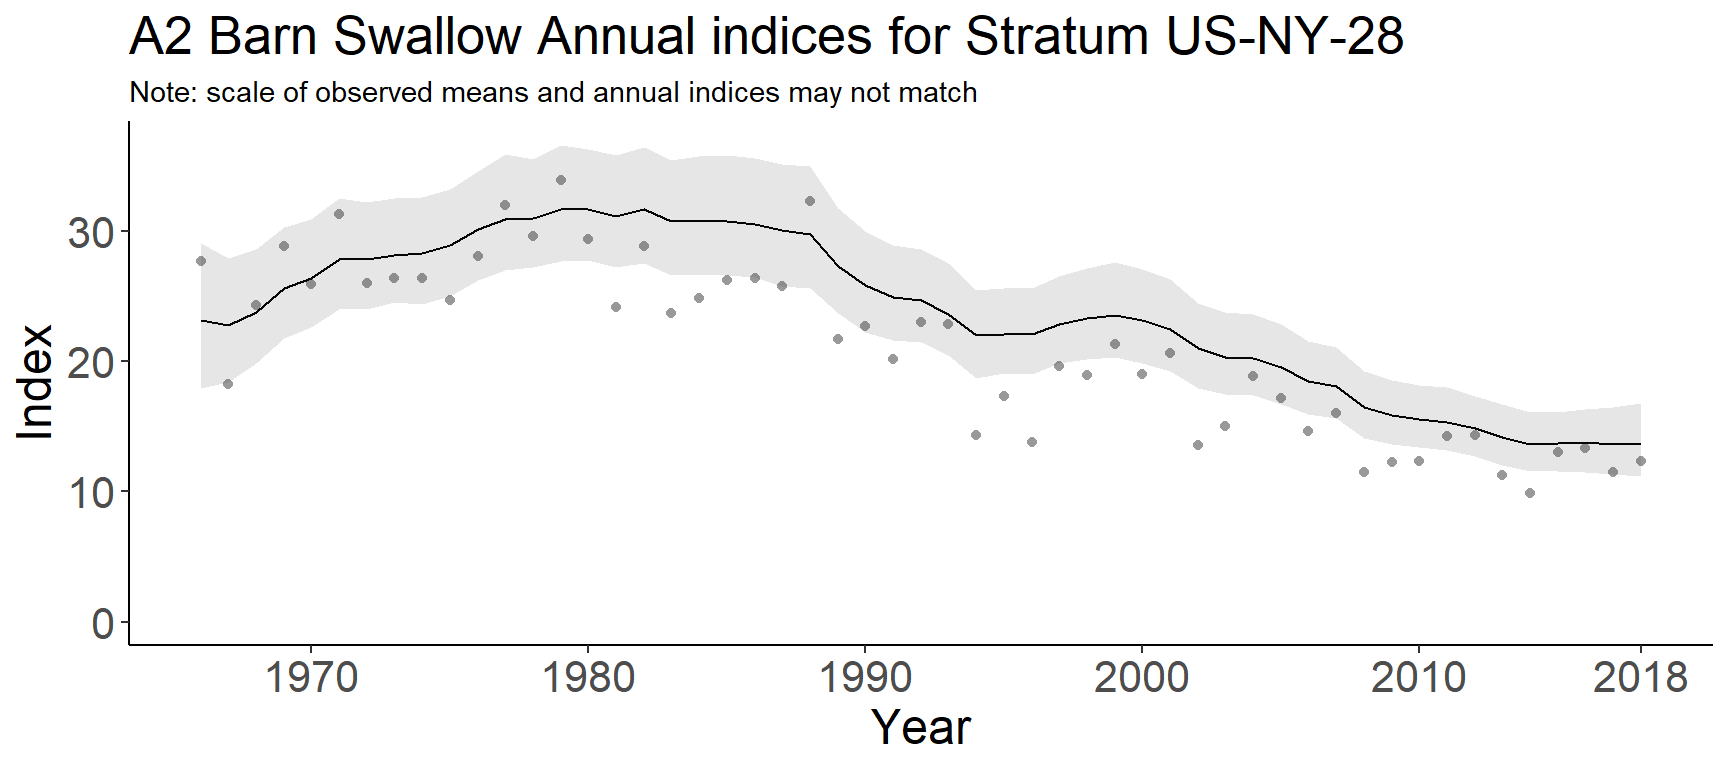 A2 Barn Swallow Annual indices for Stratum US-NY-28
Note: scale of observed means and annual indices may not match
Index
30
20
10
0
1970 1980 1990 2000 2010 2018
Year